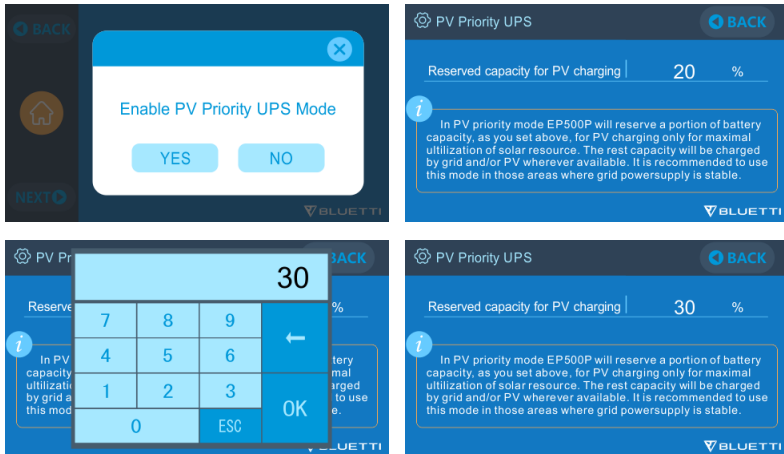 BACK
Enable PV Priority UPS Mode
YES
NO
NEXT
BLUETTI
PV Priority UPS
BACK
Reserved capacity for PV charging 20 %
i
In PV priority mode EP500P will reserve a portion of battery
capacity, as you set above, for PV charging only for maximal
ultilization of solar resource. The rest capacity will be charged
by grid and/or PV wherever available. It is recommended to use
this mode in those areas where grid powersupply is stable.
BLUETTI
PV Pr
BACK
30
Reserve
%
7 8 9 ←
4 5 6
1 2 3 OK
0 ESC
i
In PV
capacity
ultilizatio
by grid a
this mod
tery
mal
arged
to use
e.
BLUETTI
PV Priority UPS
BACK
Reserved capacity for PV charging 30 %
i
In PV priority mode EP500P will reserve a portion of battery
capacity, as you set above, for PV charging only for maximal
ultilization of solar resource. The rest capacity will be charged
by grid and/or PV wherever available. It is recommended to use
this mode in those areas where grid powersupply is stable.
BLUETTI